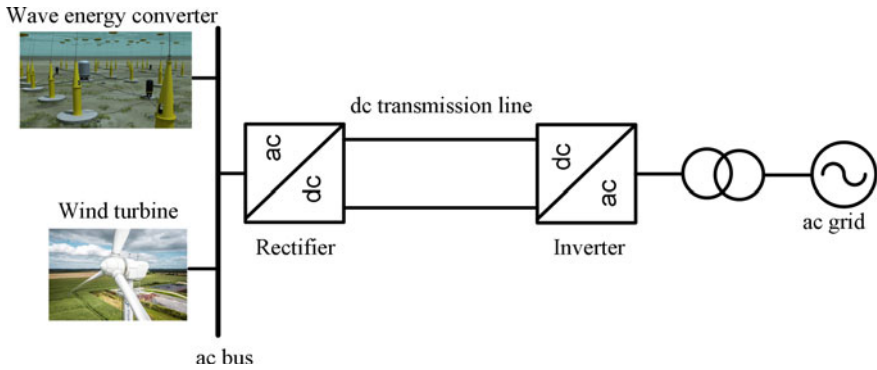 Wave energy converter
dc transmission line
ac
dc
dc
ac
Wind turbine
Rectifier
Inverter
ac grid
ac bus